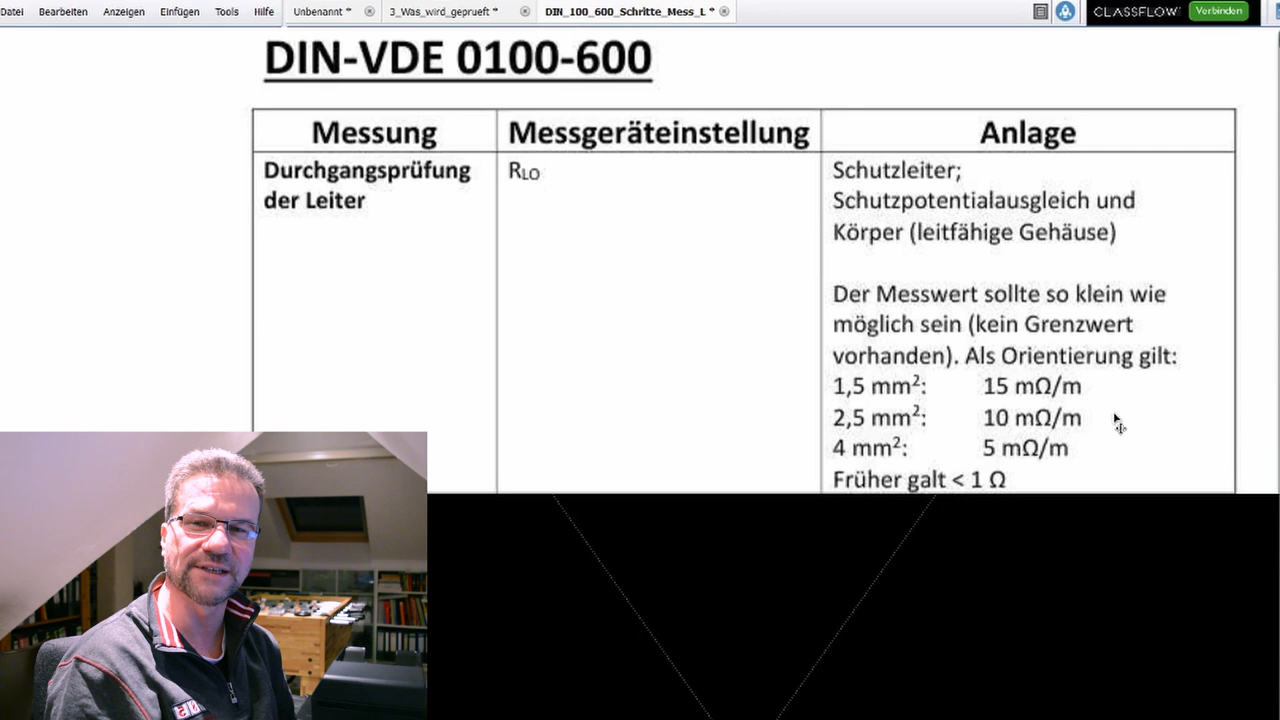 Datei Bearbeiten Anzeigen Einfügen Tools Hilfe Unbenannt * 3_Was_wird_geprueft * DIN_100_600_Schritte_Mess_L * CLASSFLOW Verbinden
DIN-VDE 0100-600
Messung Messgeräteinstellung Anlage
Durchgangsprüfung
der Leiter
RLO
Schutzleiter;
Schutzpotentialausgleich und
Körper (leitfähige Gehäuse)
Der Messwert sollte so klein wie
möglich sein (kein Grenzwert
vorhanden). Als Orientierung gilt:
1,5 mm²: 15 mΩ/m
2,5 mm²: 10 mΩ/m
4 mm²: 5 mΩ/m
Früher galt < 1 Ω